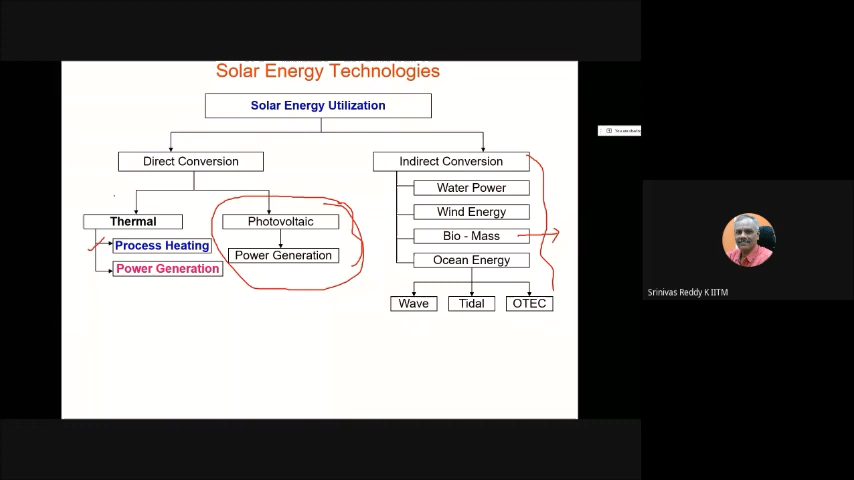 Solar Energy Technologies
Solar Energy Utilization
Direct Conversion
Indirect Conversion
Water Power
Wind Energy
Bio - Mass
Ocean Energy
Thermal
Photovoltaic
Process Heating
Power Generation
Power Generation
Wave
Tidal
OTEC
Srinivas Reddy K IITM